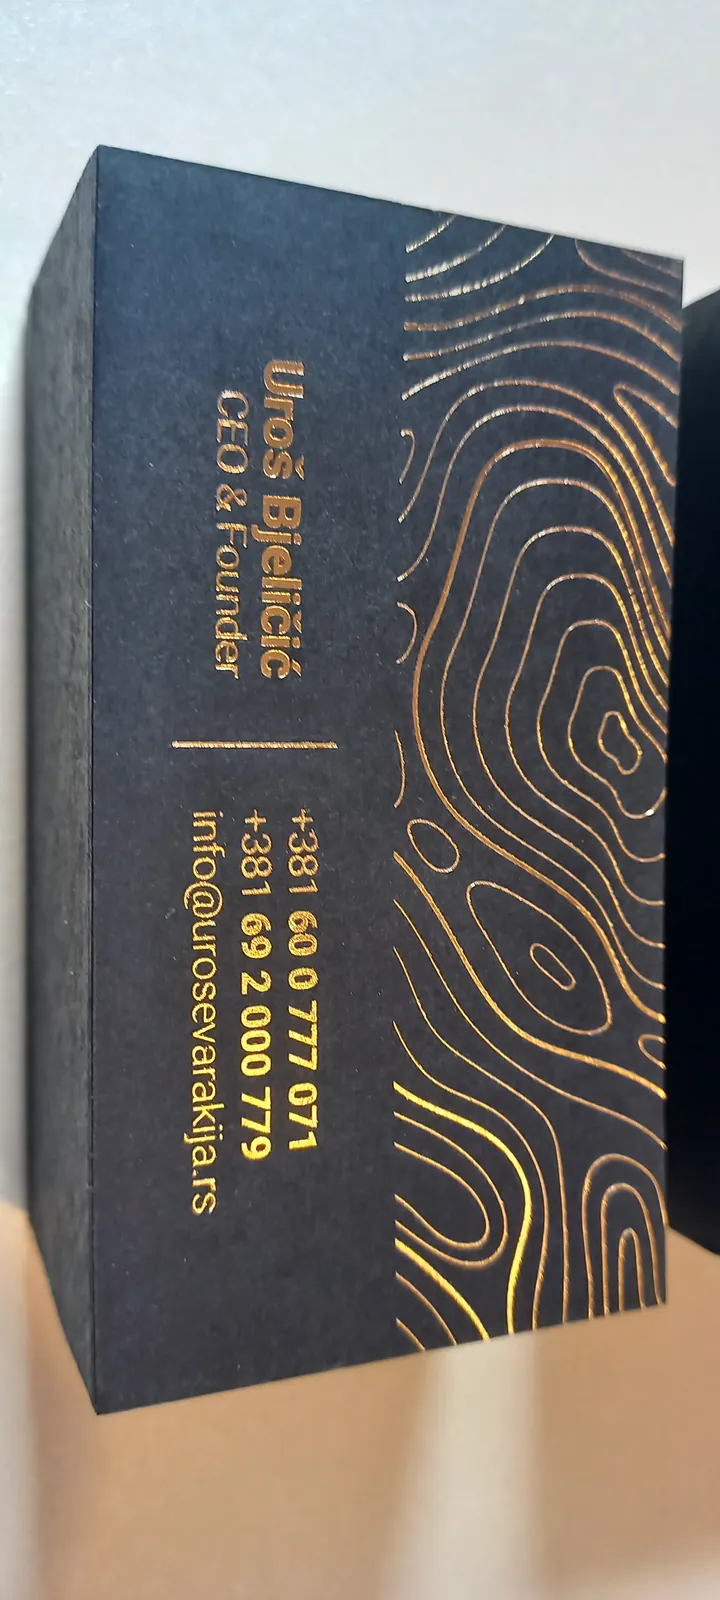 Uroš Bjeličić
CEO & Founder
+381 60 0 777 071
+381 69 2 000 779
info@urosevarakija.rs